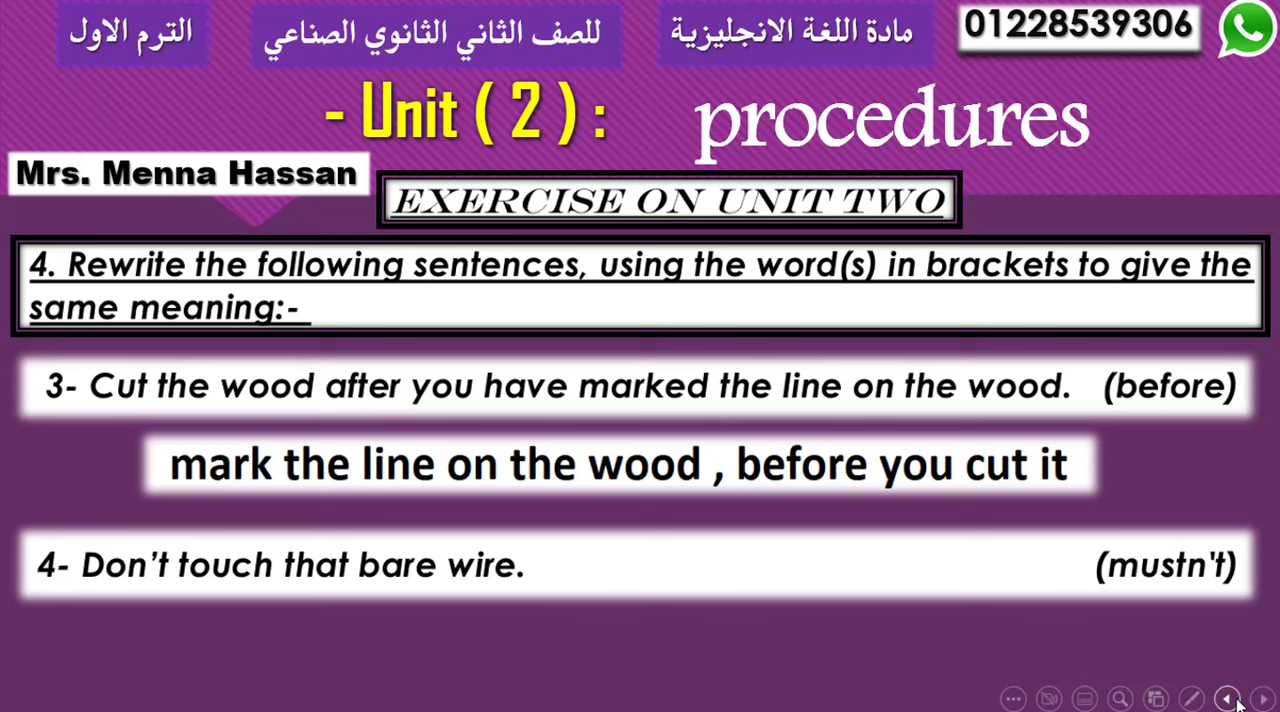 الترم الاول
للصف الثاني الثانوي الصناعي
مادة اللغة الانجليزية
01228539306
- Unit ( 2 ) : procedures
Mrs. Menna Hassan
EXERCISE ON UNIT TWO
4. Rewrite the following sentences, using the word(s) in brackets to give the
same meaning:-
3- Cut the wood after you have marked the line on the wood. (before)
mark the line on the wood , before you cut it
4- Don’t touch that bare wire. (mustn't)